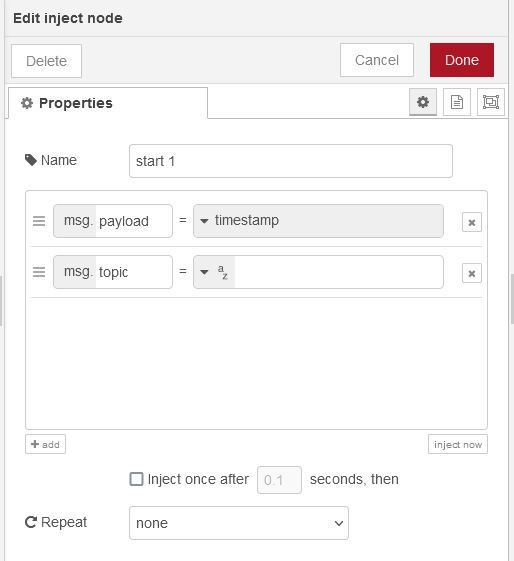 Edit inject node
Delete Cancel Done
Properties
Name start 1
msg. payload = timestamp
msg. topic = az
add inject now
Inject once after 0.1 seconds, then
Repeat none